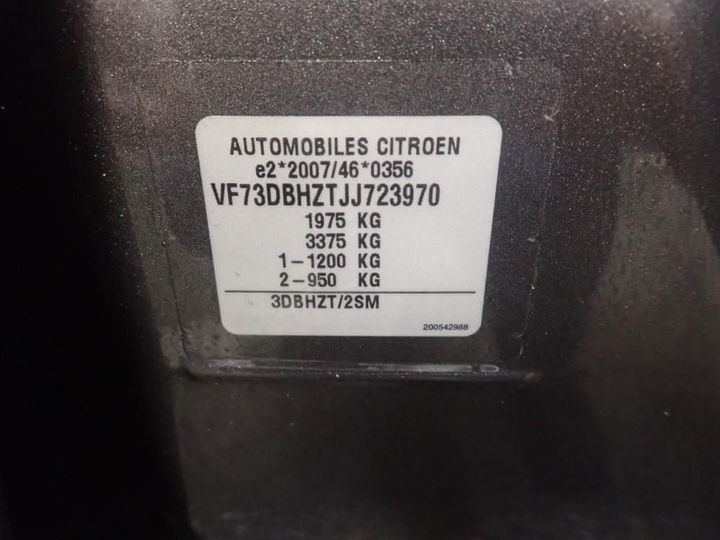 AUTOMOBILES CITROEN
e2*2007/46*0356
VF73DBHZTJJ723970
1975 KG
3375 KG
1-1200 KG
2-950 KG
3DBHZT/2SM
200542988